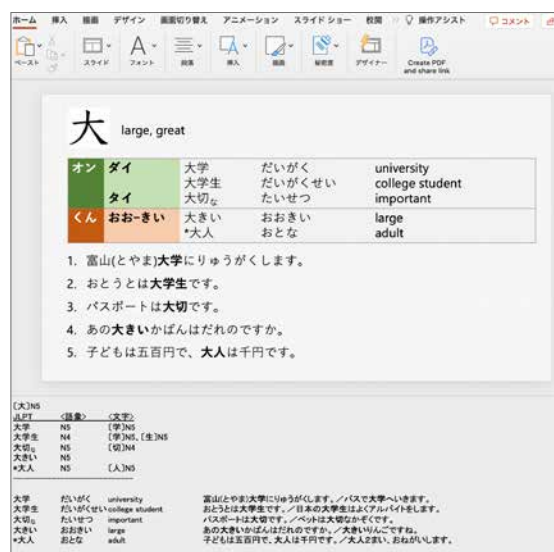 ホーム 挿入 描画 デザイン 画面切り替え アニメーション スライド ショー 校閲 操作アシスト コメント
ペースト スライド フォント 段落 挿入 描画 秘密度 デザイナー Create PDF and share link
大 large, great
オン ダイ 大学 だいがく university
大学生 だいがくせい college student
タイ 大切な たいせつ important
くん おお-きい 大きい おおきい large
*大人 おとな adult
1. 富山(とやま)大学にりゅうがくします。
2. おとうとは大学生です。
3. パスポートは大切です。
4. あの大きいかばんはだれのですか。
5. 子どもは五百円で、大人は千円です。
[大]N5
JLPT <語彙> <文字>
大学 N5 [学]N5
大学生 N4 [学]N5、[生]N5
大切な N5 [切]N4
大きい N5
*大人 N5 [人]N5
大学 だいがく university 富山(とやま)大学にりゅうがくします。/バスで大学へいきます。
大学生 だいがくせい college student おとうとは大学生です。/日本の大学生はよくアルバイトをします。
大切な たいせつ important パスポートは大切です。/ペットは大切なかぞくです。
大きい おおきい large あの大きいかばんはだれのですか。/大きいりんごですね。
*大人 おとな adult 子どもは五百円で、大人は千円です。/大人2まい、おねがいします。